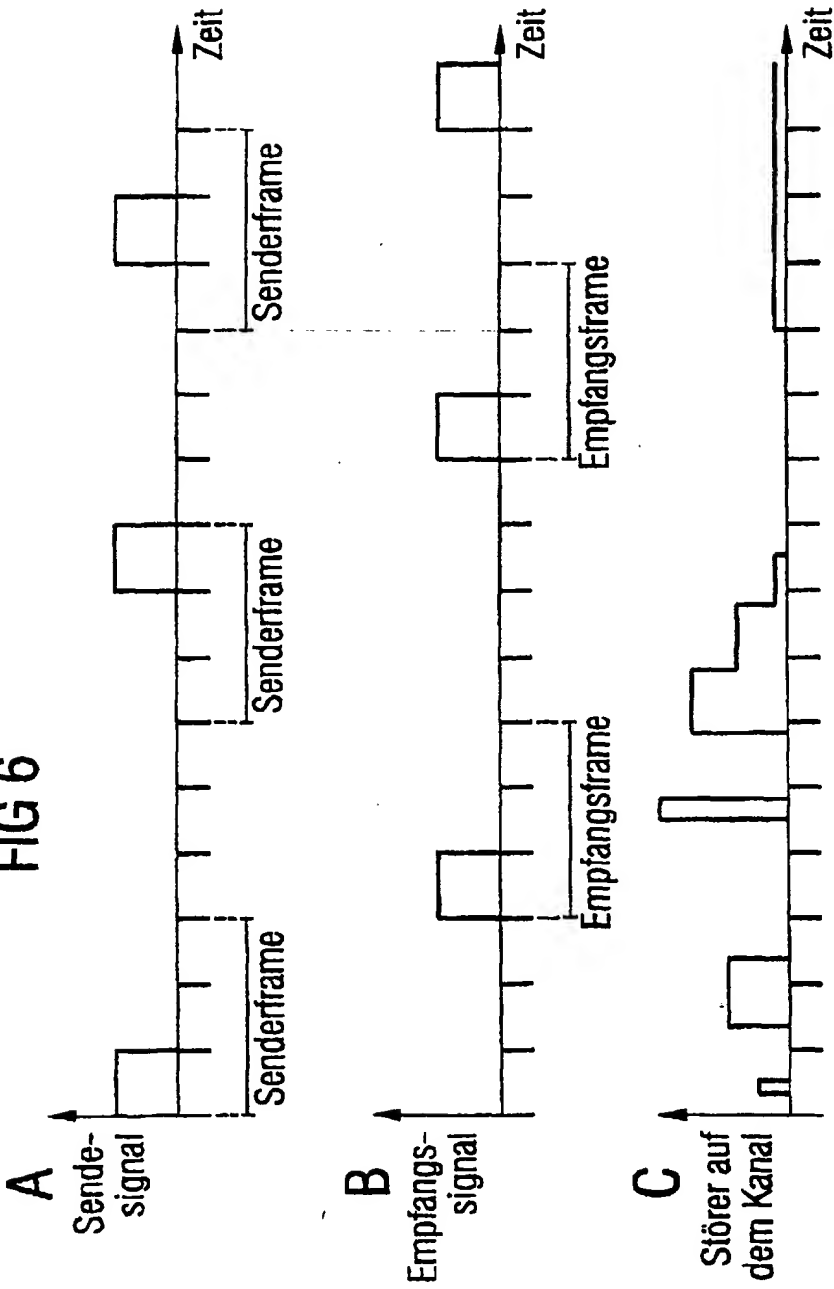 FIG 6
A
Sende-
signal
Zeit
Senderframe
Senderframe
Senderframe
B
Empfangs-
signal
Zeit
Empfangsframe
Empfangsframe
C
Störer auf
dem Kanal
Zeit